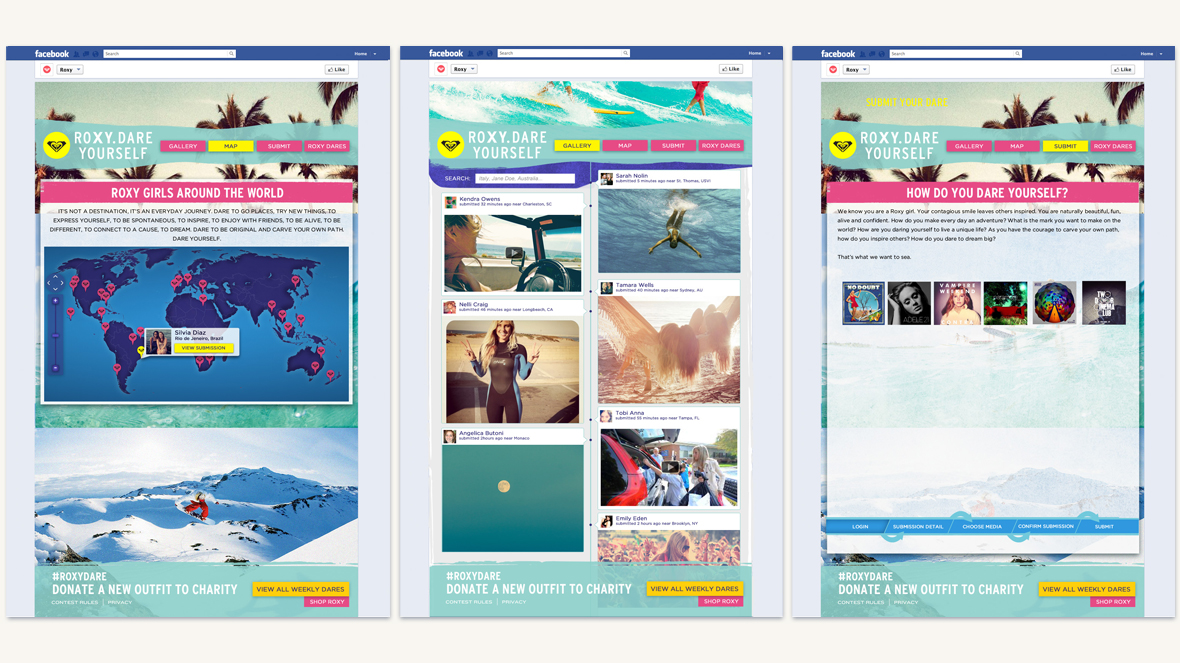 facebook
Search
Home
Roxy
Like
ROXY.DARE
YOURSELF
GALLERY
MAP
SUBMIT
ROXY DARES
ROXY GIRLS AROUND THE WORLD
IT'S NOT A DESTINATION, IT'S AN EVERYDAY JOURNEY. DARE TO GO PLACES, TRY NEW THINGS, TO
EXPRESS YOURSELF, TO BE SPONTANEOUS, TO INSPIRE, TO ENJOY WITH FRIENDS, TO BE ALIVE, TO BE
DIFFERENT, TO CONNECT TO A CAUSE, TO DREAM. DARE TO BE ORIGINAL AND CARVE YOUR OWN PATH.
DARE YOURSELF.
Silvia Diaz
Rio de Janeiro, Brazil
VIEW SUBMISSION
#ROXYDARE
DONATE A NEW OUTFIT TO CHARITY
CONTEST RULES
PRIVACY
VIEW ALL WEEKLY DARES
SHOP ROXY
facebook
Search
Home
Roxy
Like
ROXY.DARE
YOURSELF
GALLERY
MAP
SUBMIT
ROXY DARES
SEARCH: Italy, Jane Doe, Australia...
Kendra Owens
submitted 12 minutes ago near Charleston, SC
Nelli Craig
submitted 48 minutes ago near Longbeach, CA
Angelica Butoni
submitted 2hours ago near Monaco
Sarah Nolin
submitted 5 minutes ago near St. Thomas, USVI
Tamara Wells
submitted 40 minutes ago near Sydney, AU
Tobi Anna
submitted 55 minutes ago near Tampa, FL
Emily Eden
submitted 2 hours ago near Brooklyn, NY
#ROXYDARE
DONATE A NEW OUTFIT TO CHARITY
CONTEST RULES
PRIVACY
VIEW ALL WEEKLY DARES
SHOP ROXY
facebook
Search
Home
Roxy
Like
SUBMIT YOUR DARE
ROXY.DARE
YOURSELF
GALLERY
MAP
SUBMIT
ROXY DARES
HOW DO YOU DARE YOURSELF?
We know you are a Roxy girl. Your contagious smile leaves others inspired. You are naturally beautiful, fun,
alive and confident. How do you make every day an adventure? What is the mark you want to make on the
world? How are you daring yourself to live a unique life? As you have the courage to carve your own path,
how do you inspire others? How do you dare to dream big?
That's what we want to see.
NO DOUBT
ADELE 21
VAMPIRE
WEEKEND
TWO
DOOR
CINEMA
CLUB
LOGIN
SUBMISSION DETAIL
CHOOSE MEDIA
CONFIRM SUBMISSION
SUBMIT
#ROXYDARE
DONATE A NEW OUTFIT TO CHARITY
CONTEST RULES
PRIVACY
VIEW ALL WEEKLY DARES
SHOP ROXY